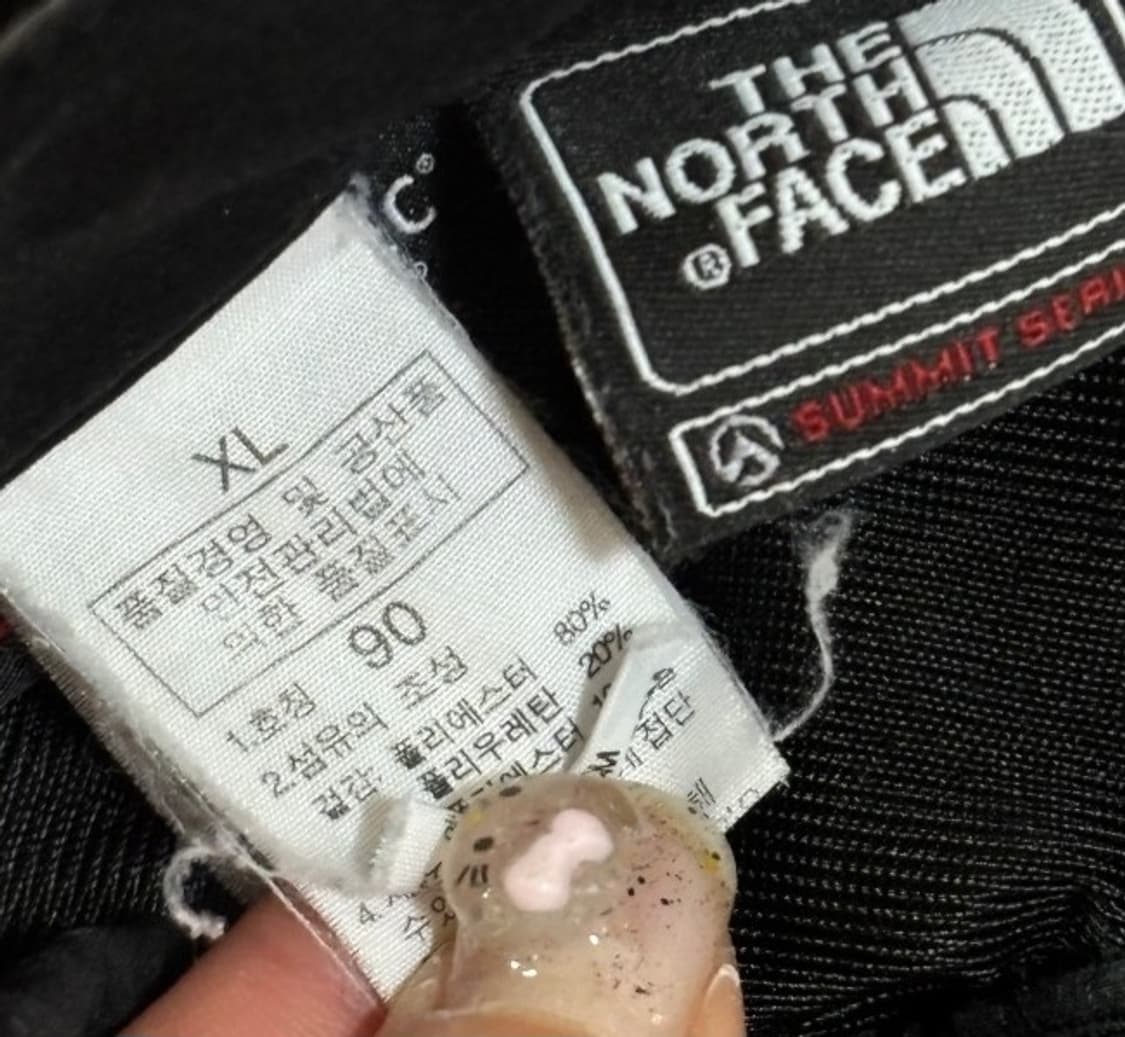 THE
NORTH
FACE
®
SUMMIT SERI
C®
XL
품질경영 및 공산품
안전관리법에
의한 품질표시
1.호칭 90
2.섬유의 조성
겉감: 폴리에스터 80%
폴리우레탄 20%
에스터
접단
4.